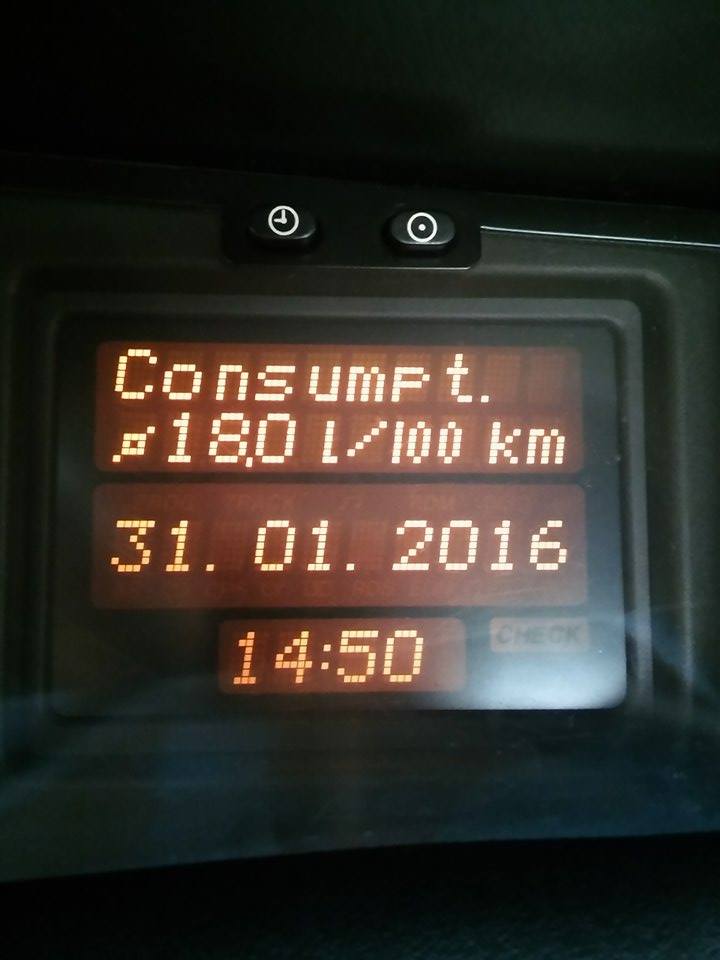 Consumpt.
ø18,0 l/100 km
31. 01. 2016
14:50
CHECK